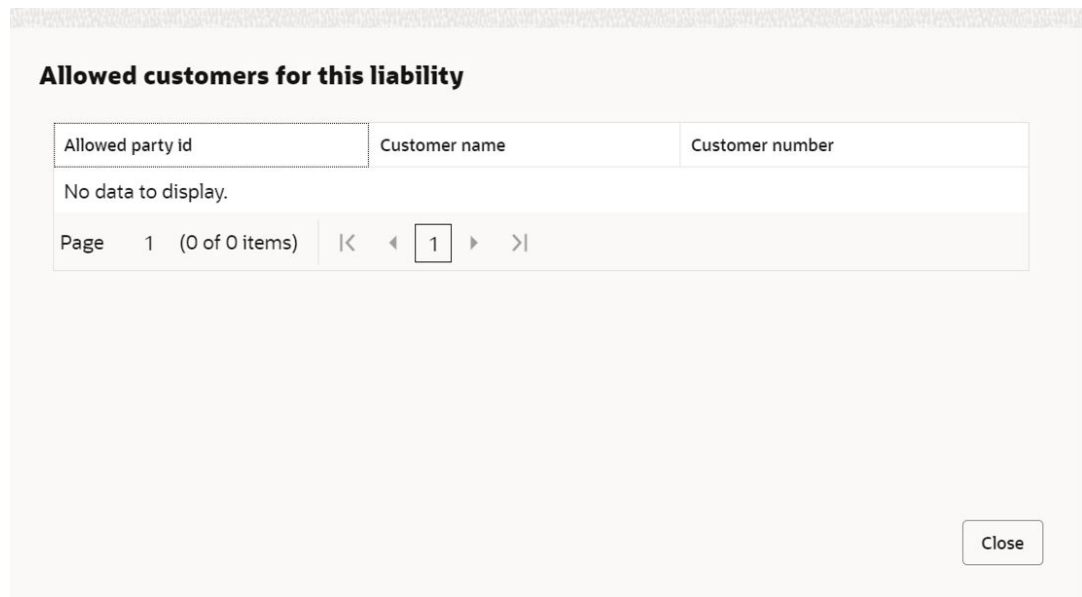 Allowed customers for this liability
Allowed party id Customer name Customer number
No data to display.
Page 1 (0 of 0 items) 1
Close